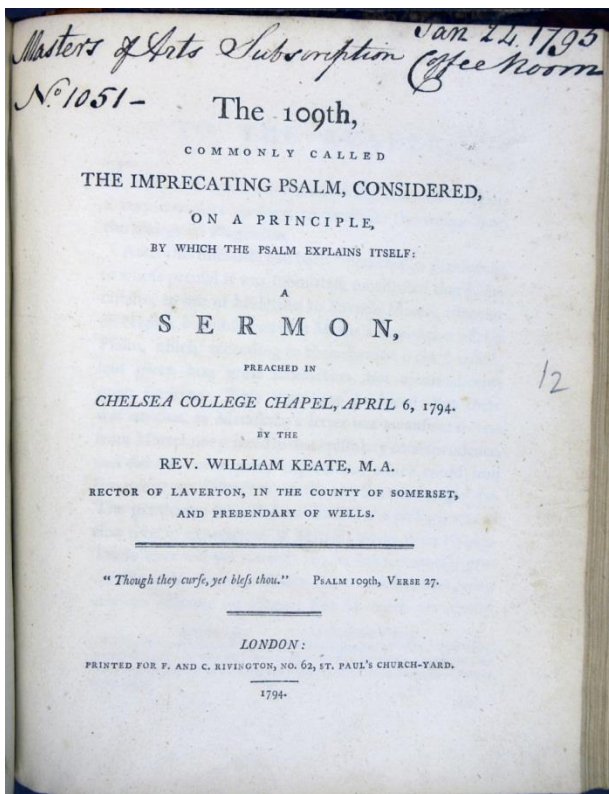 Jan 22. 1795
Masters of Arts Subscription Coffee Room
No. 1051 -
The 109th,
COMMONLY CALLED
THE IMPRECATING PSALM, CONSIDERED,
ON A PRINCIPLE,
BY WHICH THE PSALM EXPLAINS ITSELF:
A
SERMON,
PREACHED IN
CHELSEA COLLEGE CHAPEL, APRIL 6, 1794.
BY THE
REV. WILLIAM KEATE, M. A.
RECTOR OF LAVERTON, IN THE COUNTY OF SOMERSET,
AND PREBENDARY OF WELLS.
“Though they curſe, yet bleſs thou.” PSALM 109th, VERSE 27.
LONDON:
PRINTED FOR F. AND C. RIVINGTON, NO. 62, ST. PAUL'S CHURCH-YARD.
1794.
12